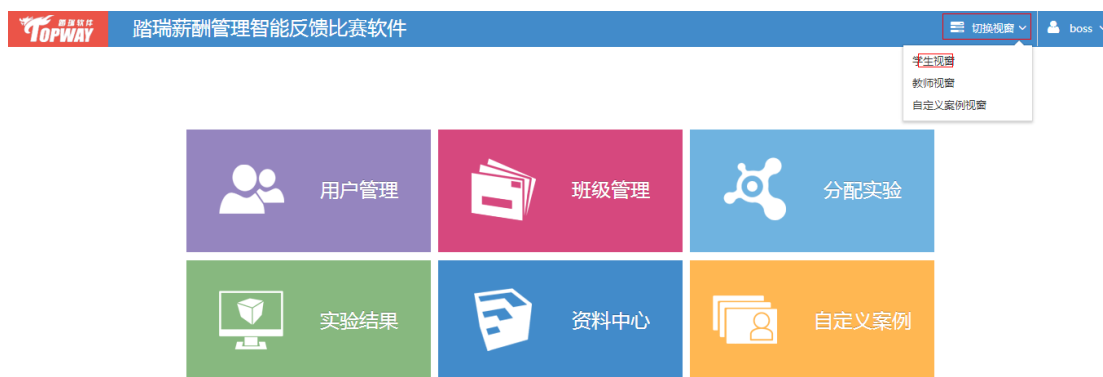 踏瑞软件
TOPWAY
踏瑞薪酬管理智能反馈比赛软件
切换视窗
boss
学生视窗
教师视窗
自定义案例视窗
用户管理
班级管理
分配实验
实验结果
资料中心
自定义案例